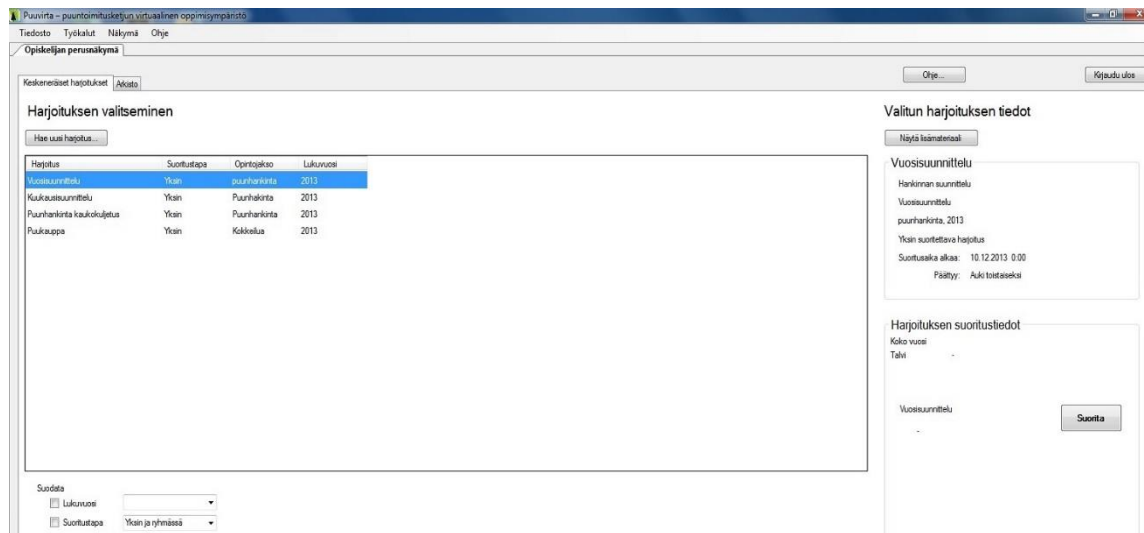 Puuvirta – puuntoimitusketjun virtuaalinen oppimisympäristö
Tiedosto Työkalut Näkymä Ohje
Opiskelijan perusnäkymä
Ohje... Kirjaudu ulos
Keskeneräiset harjoitukset Arkisto
Harjoituksen valitseminen
Hae uusi harjoitus...
Harjoitus Suoritustapa Opintojakso Lukuvuosi
Vuosisuunnittelu Yksin puunhankinta 2013
Kuukausisuunnittelu Yksin Puunhakinta 2013
Puunhankinta kaukokuljetus Yksin Puunhankinta 2013
Puukauppa Yksin Kokkeilua 2013
Suodata
Lukuvuosi
Suoritustapa Yksin ja ryhmässä
Valitun harjoituksen tiedot
Näytä lisämateriaali
Vuosisuunnittelu
Hankinnan suunnittelu
Vuosisuunnittelu
puunhankinta, 2013
Yksin suoritettava harjoitus
Suoritusaika alkaa: 10.12.2013 0:00
Päättyy: Auki toistaiseksi
Harjoituksen suoritustiedot
Koko vuosi
Talvi -
Vuosisuunnittelu
-
Suorita